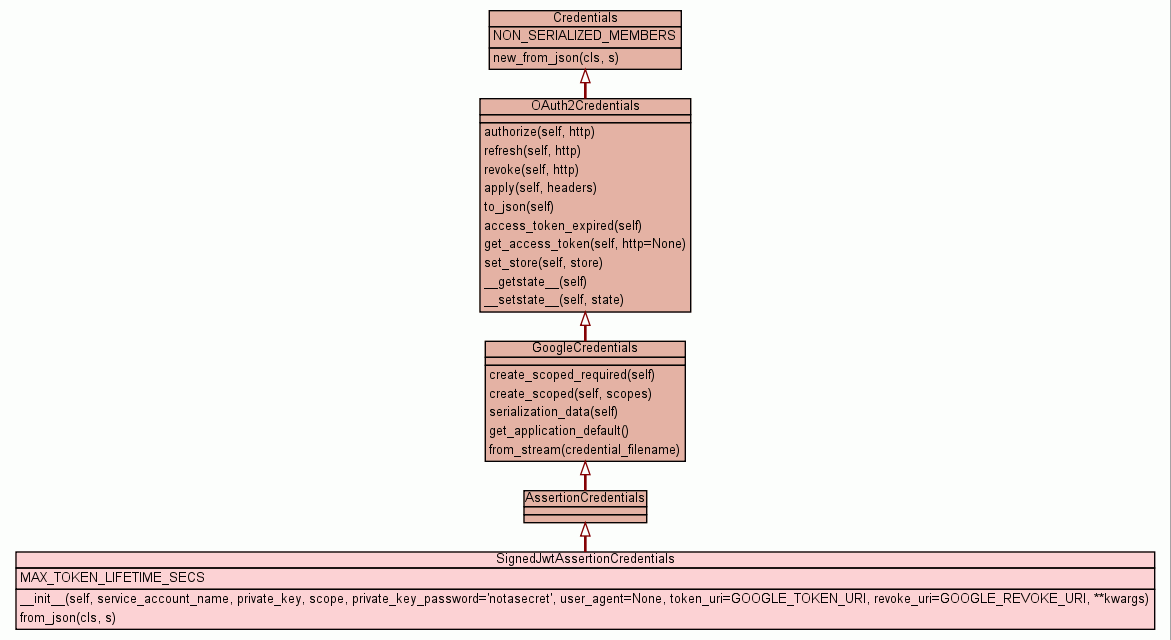 Credentials
NON_SERIALIZED_MEMBERS
new_from_json(cls, s)
OAuth2Credentials
authorize(self, http)
refresh(self, http)
revoke(self, http)
apply(self, headers)
to_json(self)
access_token_expired(self)
get_access_token(self, http=None)
set_store(self, store)
__getstate__(self)
__setstate__(self, state)
GoogleCredentials
create_scoped_required(self)
create_scoped(self, scopes)
serialization_data(self)
get_application_default()
from_stream(credential_filename)
AssertionCredentials
SignedJwtAssertionCredentials
MAX_TOKEN_LIFETIME_SECS
__init__(self, service_account_name, private_key, scope, private_key_password='notasecret', user_agent=None, token_uri=GOOGLE_TOKEN_URI, revoke_uri=GOOGLE_REVOKE_URI, **kwargs)
from_json(cls, s)